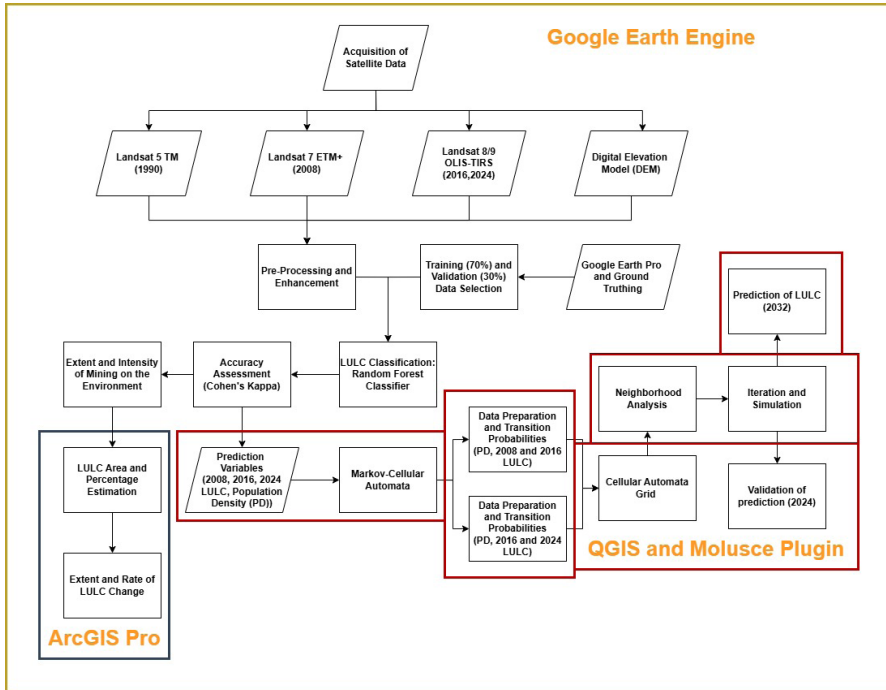 Google Earth Engine
Acquisition of
Satellite Data
Landsat 5 TM
(1990)
Landsat 7 ETM+
(2008)
Landsat 8/9
OLIS-TIRS
(2016,2024)
Digital Elevation
Model (DEM)
Pre-Processing and
Enhancement
Training (70%) and
Validation (30%)
Data Selection
Google Earth Pro
and Ground
Truthing
Prediction of LULC
(2032)
Extent and Intensity
of Mining on the
Environment
Accuracy
Assessment
(Cohen's Kappa)
LULC Classification:
Random Forest
Classifier
Neighborhood
Analysis
Iteration and
Simulation
Data Preparation
and Transition
Probabilities
(PD, 2008 and 2016
LULC)
LULC Area and
Percentage
Estimation
Prediction
Variables
(2008, 2016, 2024
LULC, Population
Density (PD))
Markov-Cellular
Automata
Cellular Automata
Grid
Validation of
prediction (2024)
Data Preparation
and Transition
Probabilities
(PD, 2016 and 2024
LULC)
QGIS and Molusce Plugin
Extent and Rate of
LULC Change
ArcGIS Pro